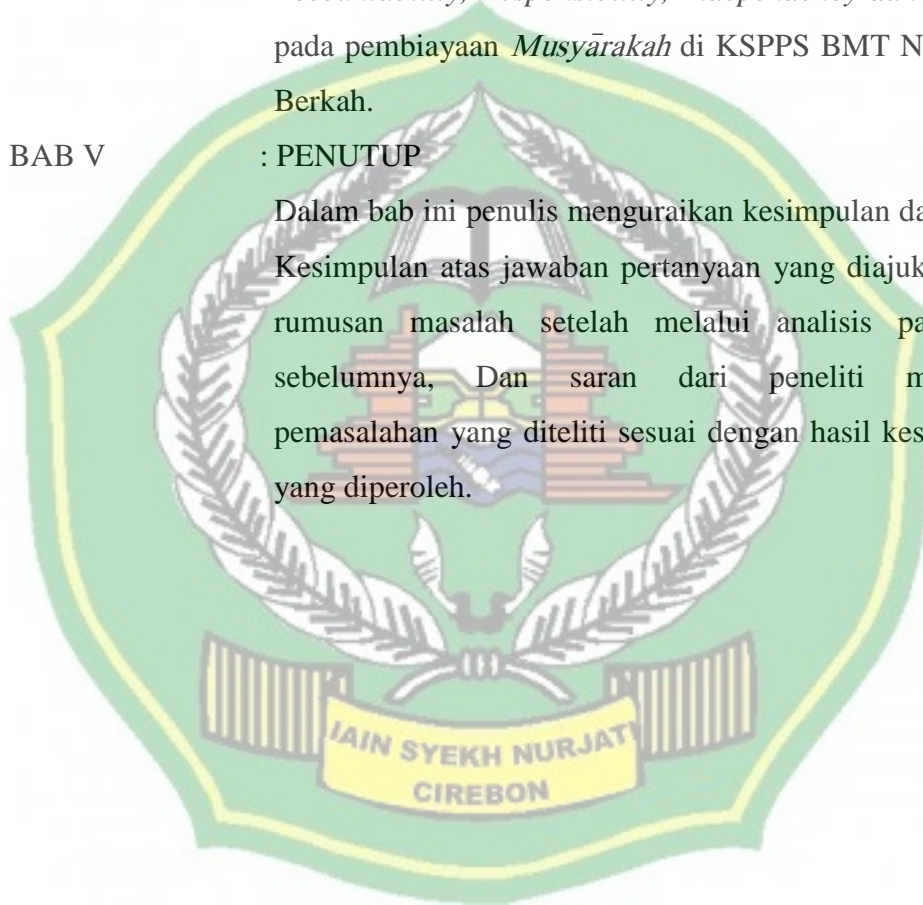 pada pembiayaan Musyārakah di KSPPS BMT N
Berkah.
BAB V : PENUTUP
Dalam bab ini penulis menguraikan kesimpulan da
Kesimpulan atas jawaban pertanyaan yang diajuk
rumusan masalah setelah melalui analisis pa
sebelumnya, Dan saran dari peneliti m
pemasalahan yang diteliti sesuai dengan hasil kes
yang diperoleh.
IAIN SYEKH NURJATI
CIREBON